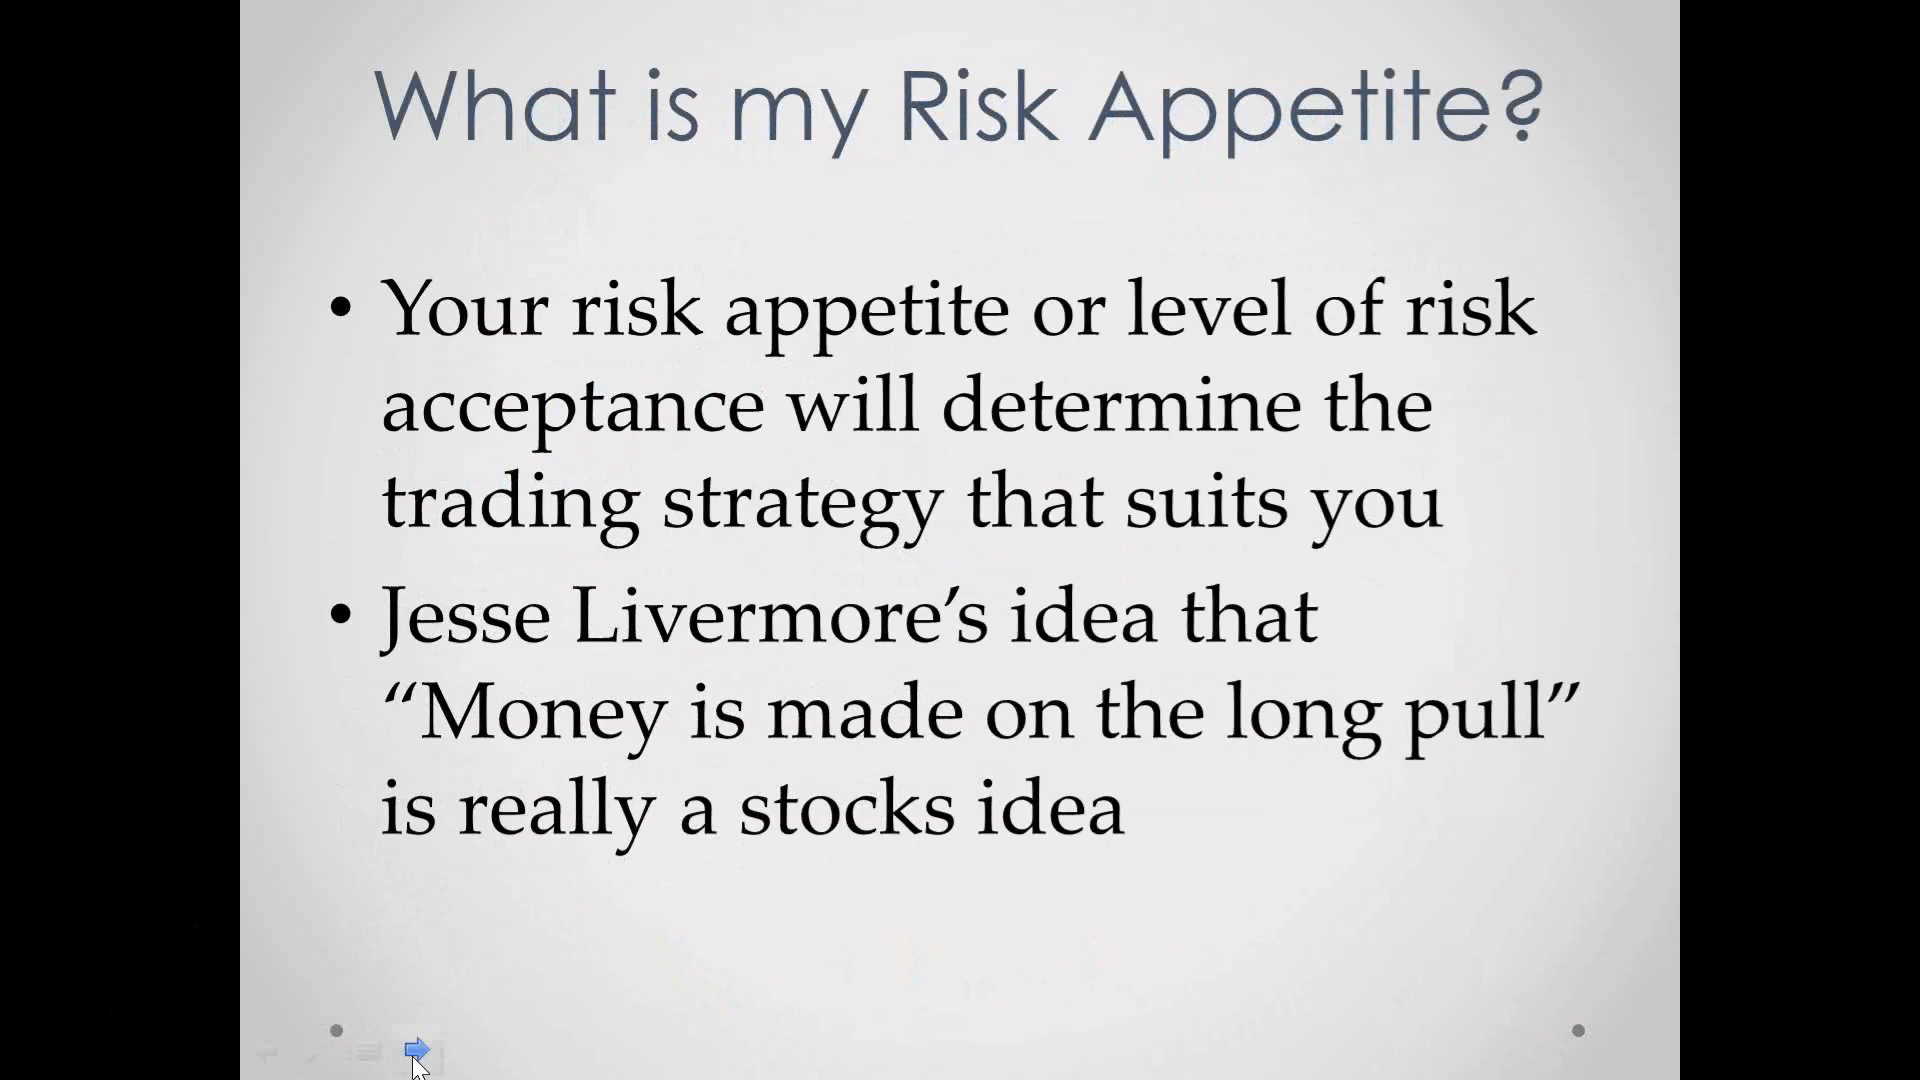 What is my Risk Appetite?
• Your risk appetite or level of risk
acceptance will determine the
trading strategy that suits you
• Jesse Livermore’s idea that
“Money is made on the long pull”
is really a stocks idea